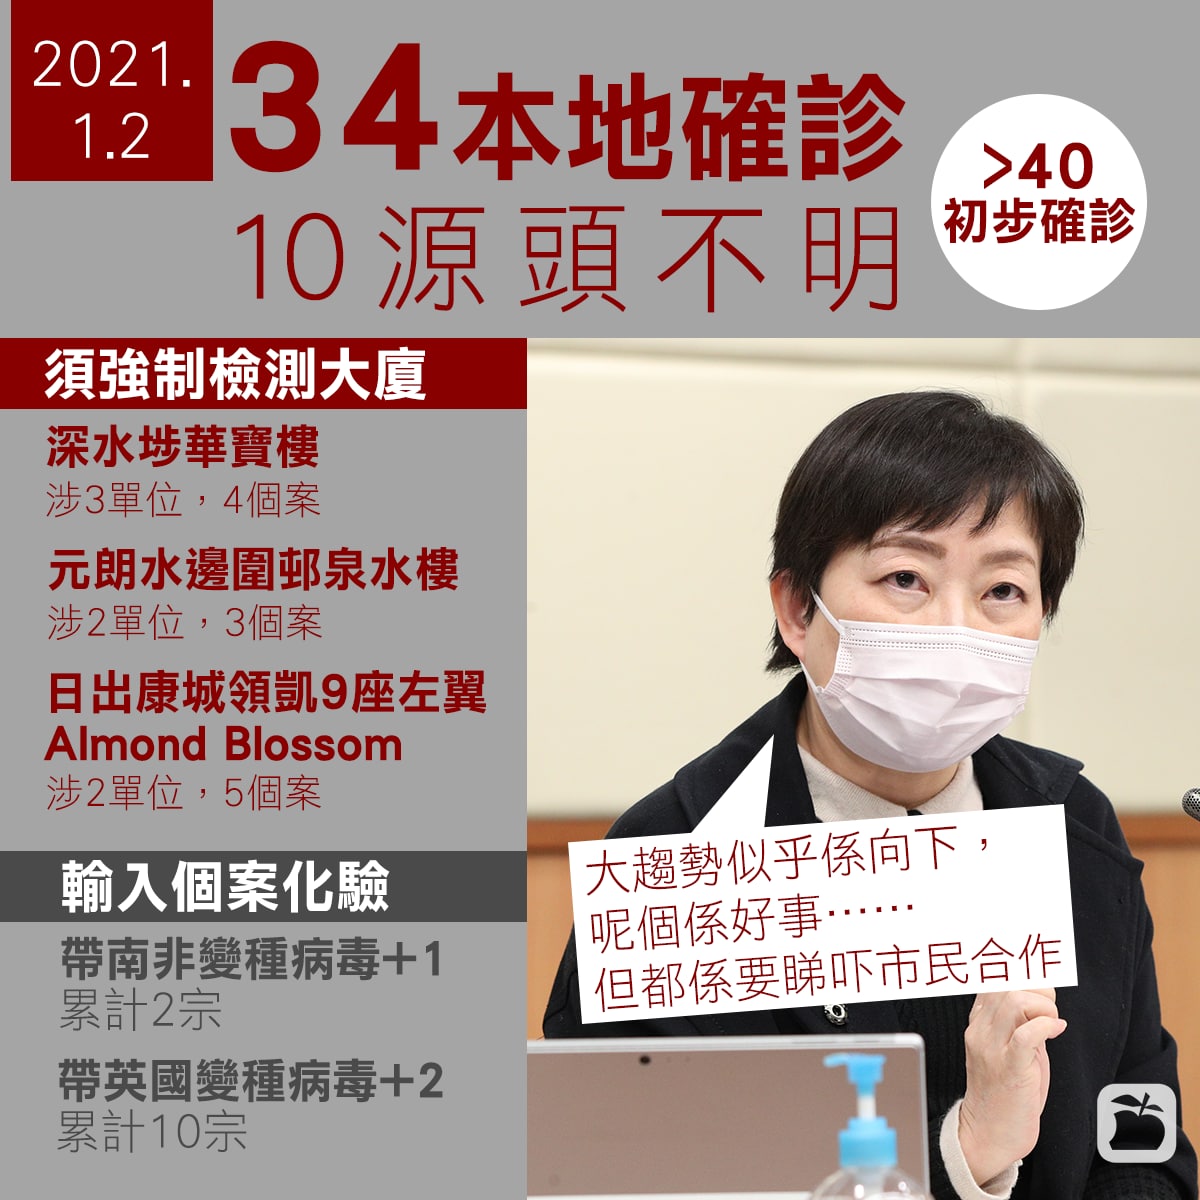 2021.
1.2
34本地確診
10源頭不明
>40
初步確診
須強制檢測大廈
深水埗華寶樓
涉3單位，4個案
元朗水邊圍邨泉水樓
涉2單位，3個案
日出康城領凱9座左翼
Almond Blossom
涉2單位，5個案
輸入個案化驗
帶南非變種病毒+1
累計2宗
帶英國變種病毒+2
累計10宗
大趨勢似乎係向下，
呢個係好事……
但都係要睇吓市民合作